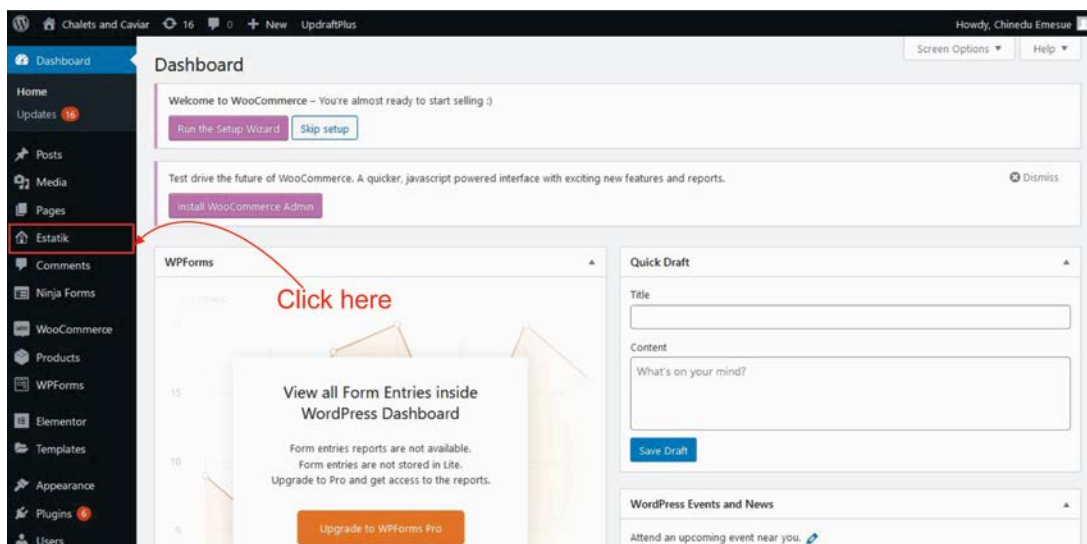 Chalets and Caviar 16 0 + New UpdraftPlus Howdy, Chinedu Emesue
Screen Options ▼ Help ▼
Dashboard
Home
Updates 16
Posts
Media
Pages
Estatik
Comments
Ninja Forms
WooCommerce
Products
WPForms
Elementor
Templates
Appearance
Plugins 6
Users
Dashboard
Welcome to WooCommerce – You're almost ready to start selling :)
Run the Setup Wizard Skip setup
Test drive the future of WooCommerce. A quicker, javascript powered interface with exciting new features and reports. Dismiss
Install WooCommerce Admin
WPForms
Click here
15
10
5
View all Form Entries inside
WordPress Dashboard
Form entries reports are not available.
Form entries are not stored in Lite.
Upgrade to Pro and get access to the reports.
Upgrade to WPForms Pro
Quick Draft
Title
Content
What's on your mind?
Save Draft
WordPress Events and News
Attend an upcoming event near you.